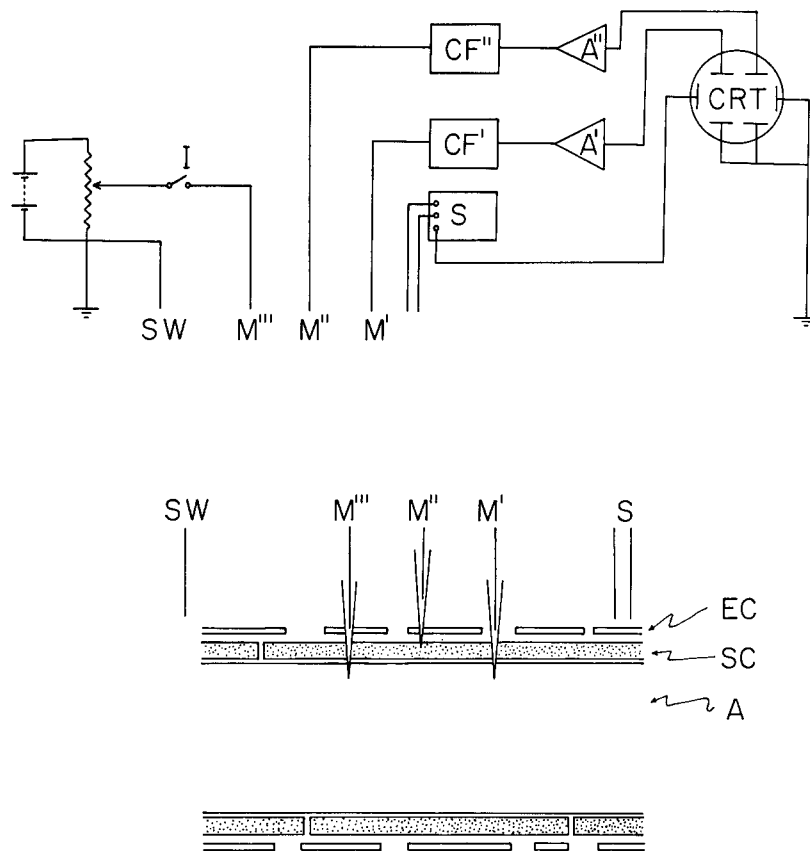 CF" A" CRT
I CF' A'
S
SW M''' M" M'
SW M''' M" M' S
EC
SC
A